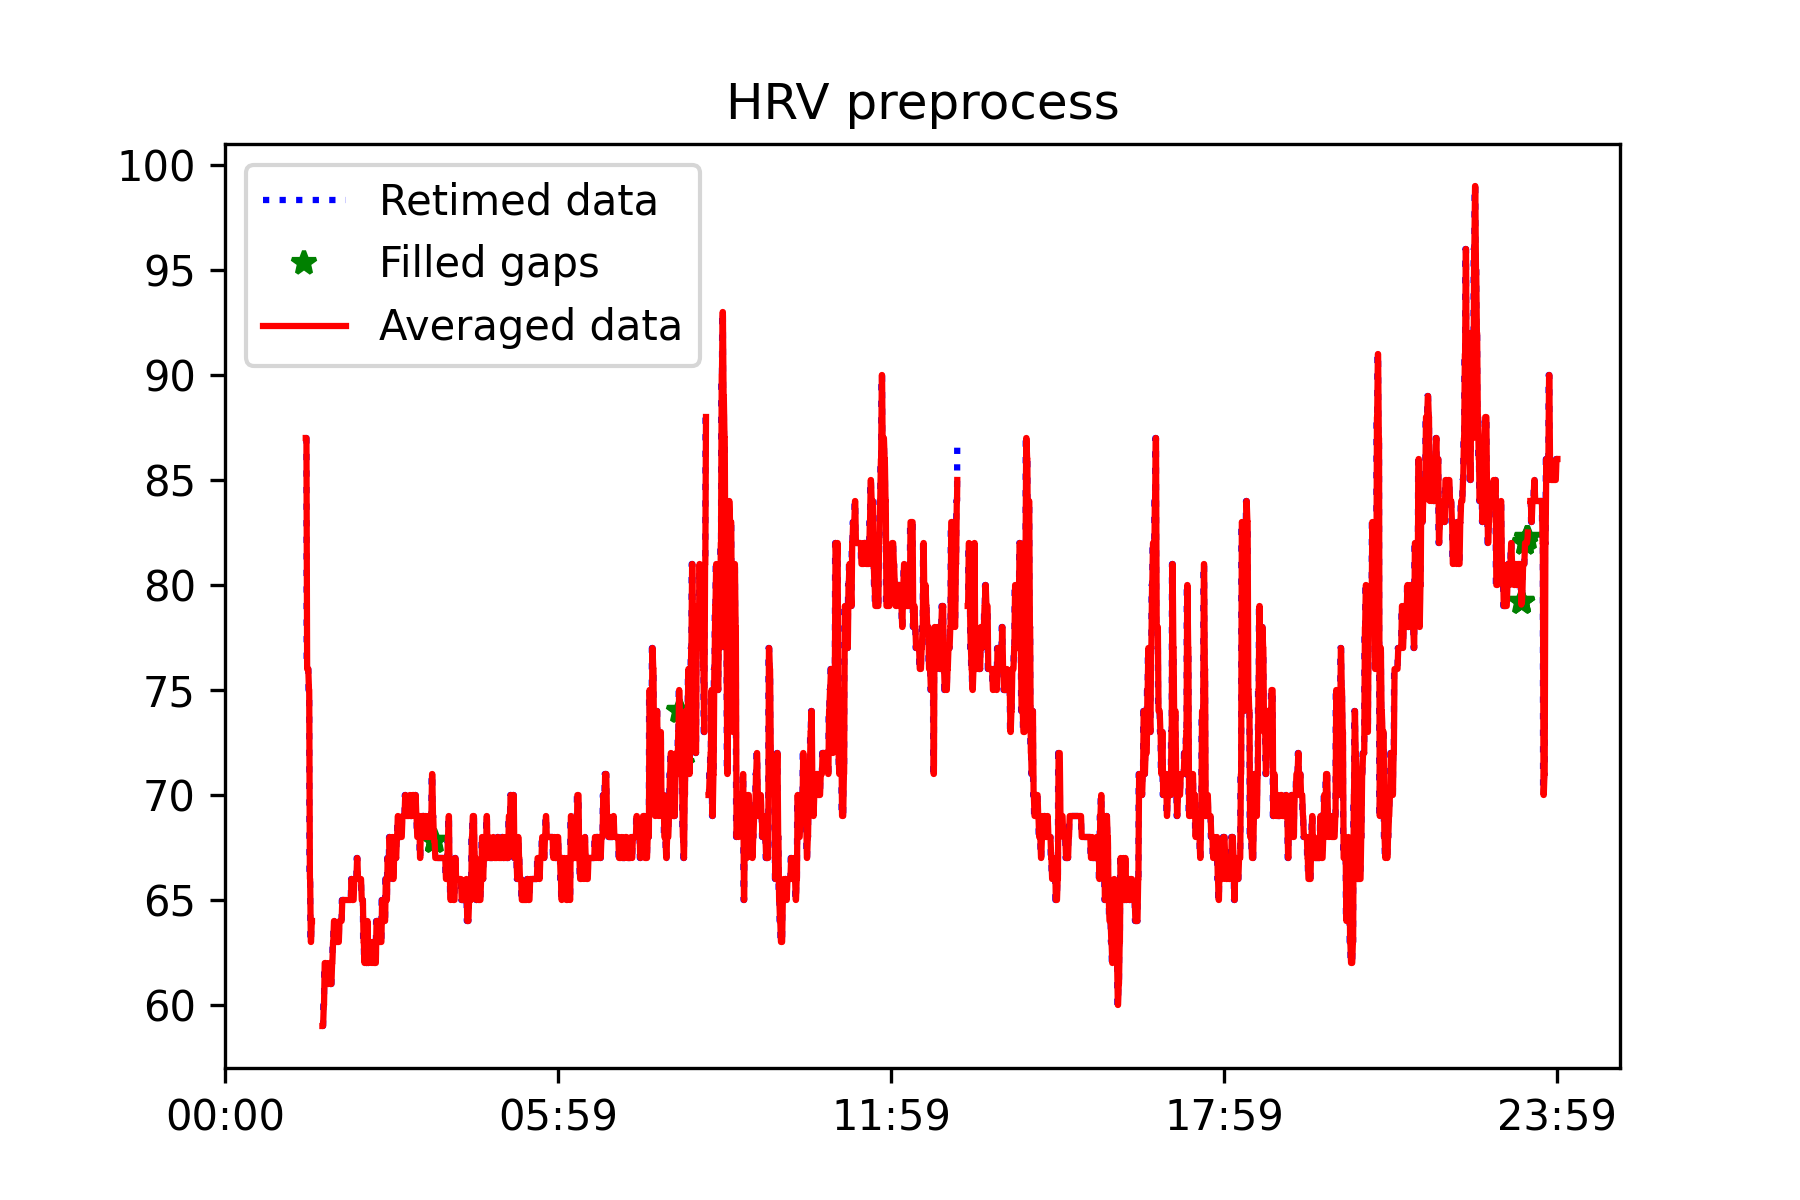 HRV preprocess
100
95
90
85
80
75
70
65
60
Retimed data
Filled gaps
Averaged data
00:00 05:59 11:59 17:59 23:59